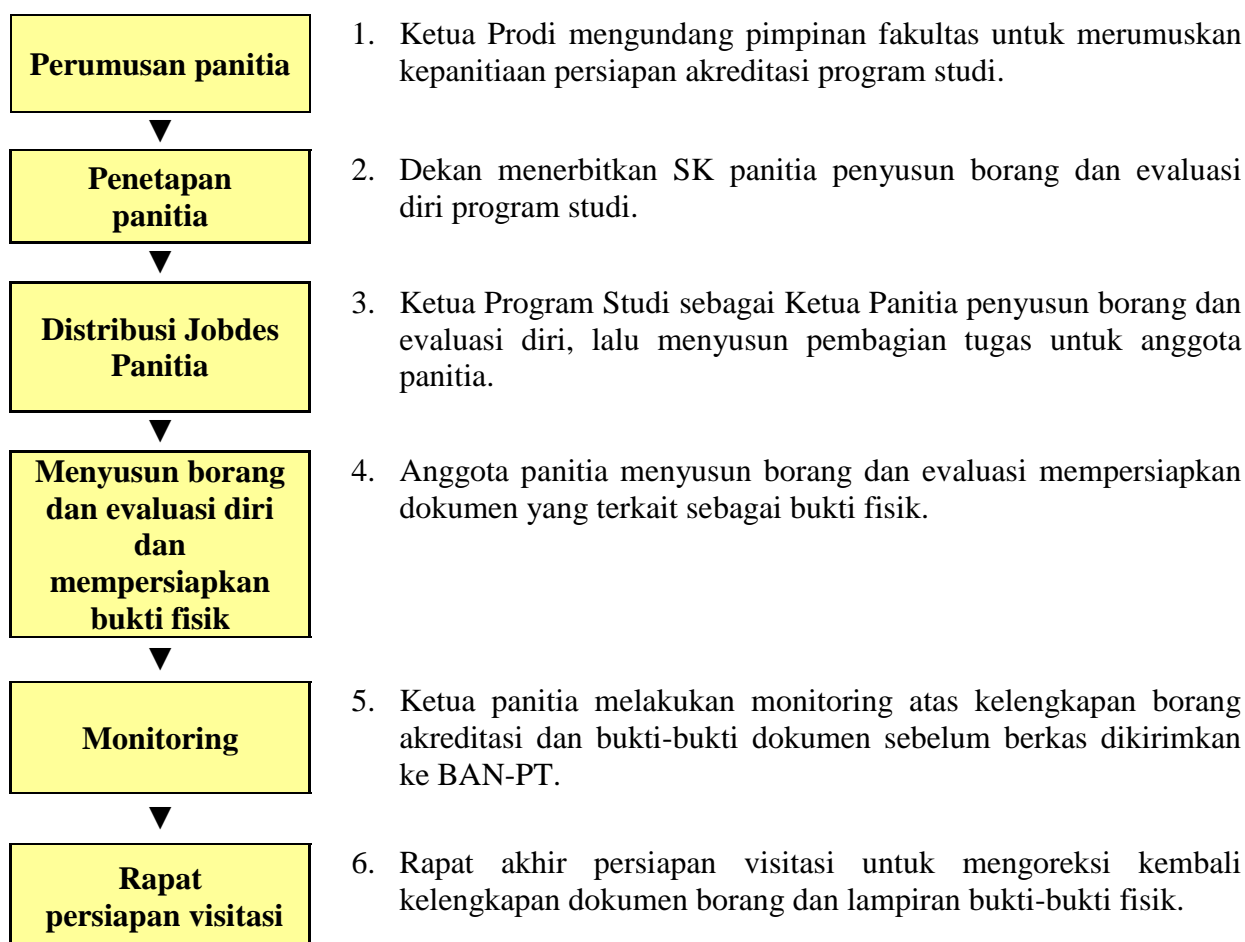 Perumusan panitia
1. Ketua Prodi mengundang pimpinan fakultas untuk merumuskan
kepanitiaan persiapan akreditasi program studi.
▼
Penetapan
panitia
2. Dekan menerbitkan SK panitia penyusun borang dan evaluasi
diri program studi.
▼
Distribusi Jobdes
Panitia
3. Ketua Program Studi sebagai Ketua Panitia penyusun borang dan
evaluasi diri, lalu menyusun pembagian tugas untuk anggota
panitia.
▼
Menyusun borang
dan evaluasi diri
dan
mempersiapkan
bukti fisik
4. Anggota panitia menyusun borang dan evaluasi mempersiapkan
dokumen yang terkait sebagai bukti fisik.
▼
Monitoring
5. Ketua panitia melakukan monitoring atas kelengkapan borang
akreditasi dan bukti-bukti dokumen sebelum berkas dikirimkan
ke BAN-PT.
▼
Rapat
persiapan visitasi
6. Rapat akhir persiapan visitasi untuk mengoreksi kembali
kelengkapan dokumen borang dan lampiran bukti-bukti fisik.